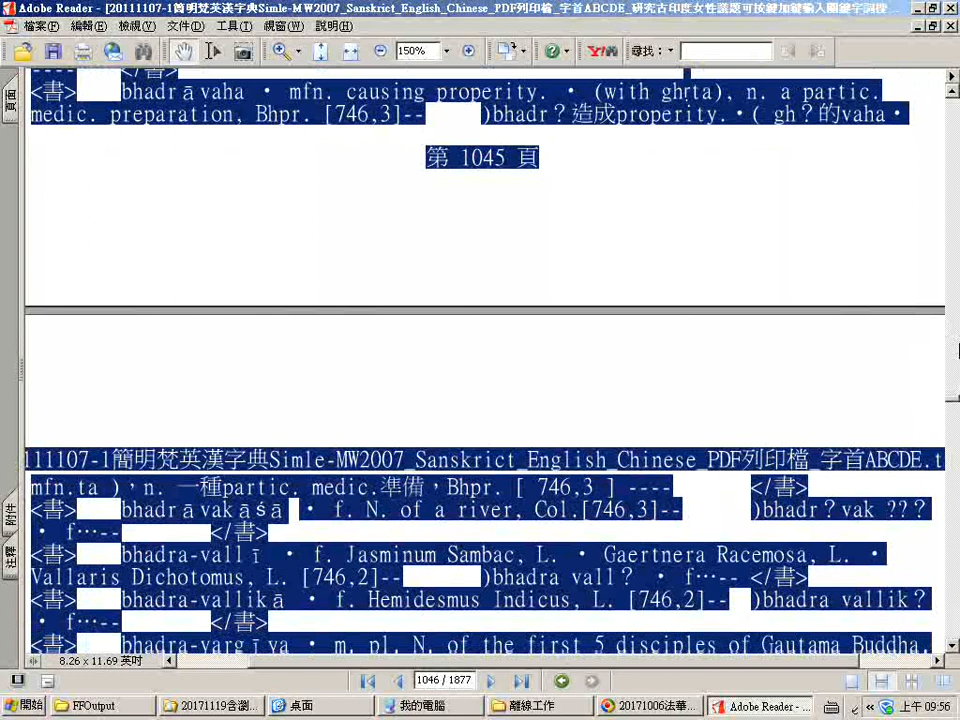 Adobe Reader - [20111107-1簡明梵英漢字典Simle-MW2007_Sanskrict_English_Chinese_PDF列印檔_字首ABCDE_研究古印度女性議題可按鍵加鍵輸入關鍵字詞搜
檔案(F) 編輯(E) 檢視(V) 文件(D) 工具(T) 視窗(W) 說明(H)
150% Y! 尋找：
頁面
---- </書>
<書> bhadrāvaha • mfn. causing properity. • (with ghṛta), n. a partic.
medic. preparation, Bhpr. [746,3]-- )bhadr？造成properity.•( gh？的vaha•
第 1045 頁
111107-1簡明梵英漢字典Simle-MW2007_Sanskrict_English_Chinese_PDF列印檔_字首ABCDE.t
mfn.ta )，n. 一種partic. medic.準備，Bhpr. [ 746,3 ] ---- </書>
<書> bhadrāvakāśā • f. N. of a river, Col.[746,3]-- )bhadr？vak ???？
• f…-- </書>
<書> bhadra-vallī • f. Jasminum Sambac, L. • Gaertnera Racemosa, L. •
Vallaris Dichotomus, L. [746,2]-- )bhadra vall？ • f…-- </書>
<書> bhadra-vallikā • f. Hemidesmus Indicus, L. [746,2]-- )bhadra vallik？
• f…-- </書>
<書> bhadra-vargīya • m. pl. N. of the first 5 disciples of Gautama Buddha,
附件
注釋
8.26 x 11.69 英吋
1046 / 1877
開始 FFOutput 20171119含瀏... 桌面 我的電腦 離線工作 20171006法華... Adobe Reader - ... 上午 09:56